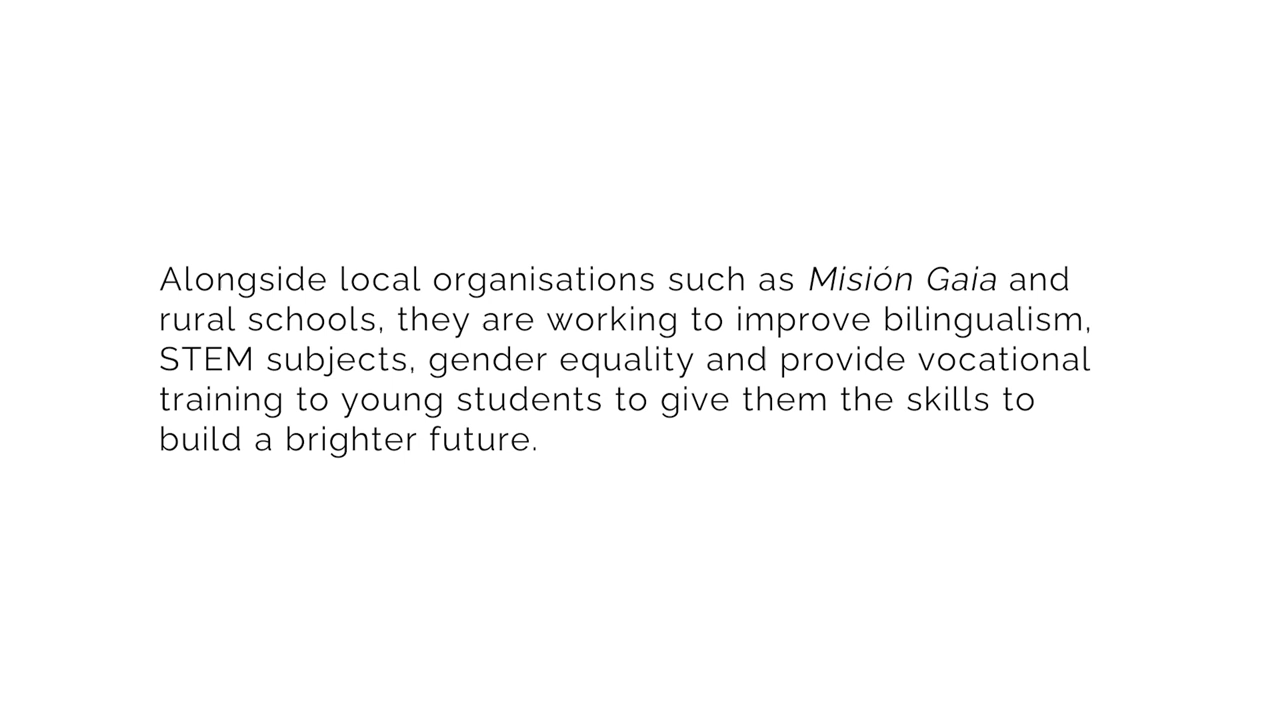 Alongside local organisations such as Misión Gaia and
rural schools, they are working to improve bilingualism,
STEM subjects, gender equality and provide vocational
training to young students to give them the skills to
build a brighter future.